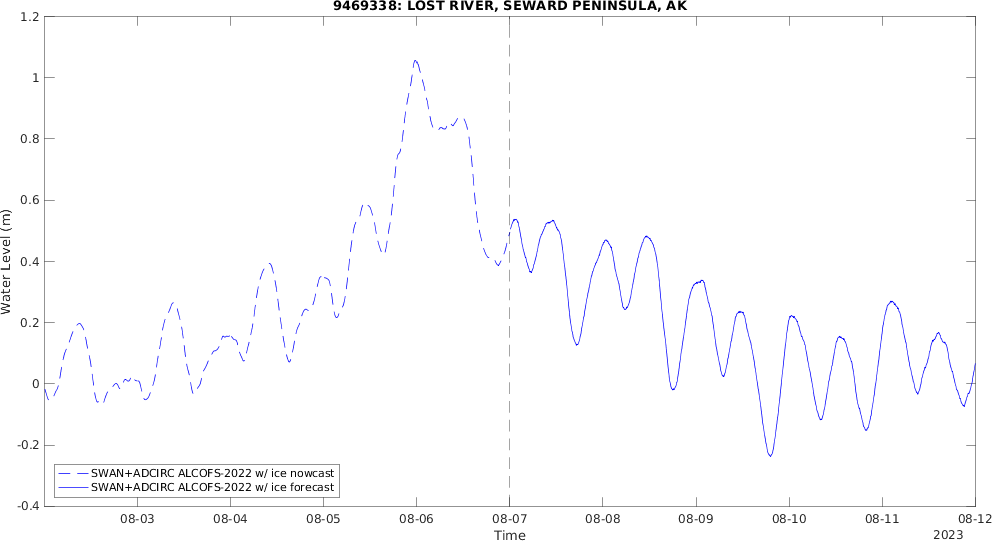 9469338: LOST RIVER, SEWARD PENINSULA, AK
1.2
1
0.8
0.6
0.4
0.2
0
-0.2
-0.4
Water Level (m)
SWAN+ADCIRC ALCOFS-2022 w/ ice nowcast
SWAN+ADCIRC ALCOFS-2022 w/ ice forecast
08-03 08-04 08-05 08-06 08-07 08-08 08-09 08-10 08-11 08-12
Time
2023